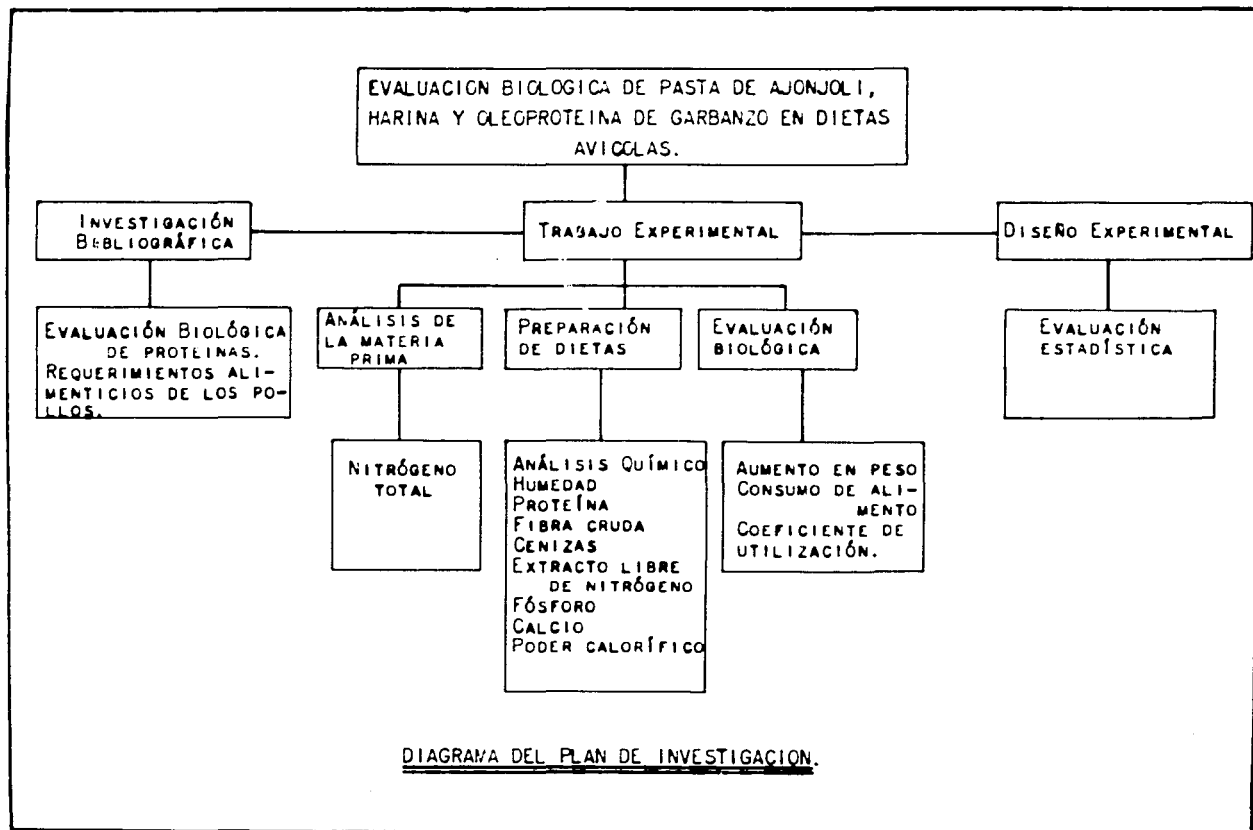 EVALUACION BIOLOGICA DE PASTA DE AJONJOLI,
HARINA Y OLEOPROTEINA DE GARBANZO EN DIETAS
AVICOLAS.
INVESTIGACIÓN
BIBLIOGRÁFICA
TRABAJO EXPERIMENTAL
DISEÑO EXPERIMENTAL
EVALUACIÓN BIOLÓGICA
DE PROTEINAS.
REQUERIMIENTOS ALI-
MENTICIOS DE LOS PO-
LLOS.
ANÁLISIS DE
LA MATERIA
PRIMA
PREPARACIÓN
DE DIETAS
EVALUACIÓN
BIOLÓGICA
EVALUACIÓN
ESTADÍSTICA
NITRÓGENO
TOTAL
ANÁLISIS QUÍMICO
HUMEDAD
PROTEÍNA
FIBRA CRUDA
CENIZAS
EXTRACTO LIBRE
DE NITRÓGENO
FÓSFORO
CALCIO
PODER CALORÍFICO
AUMENTO EN PESO
CONSUMO DE ALI-
MENTO
COEFICIENTE DE
UTILIZACIÓN.
DIAGRAMA DEL PLAN DE INVESTIGACION.